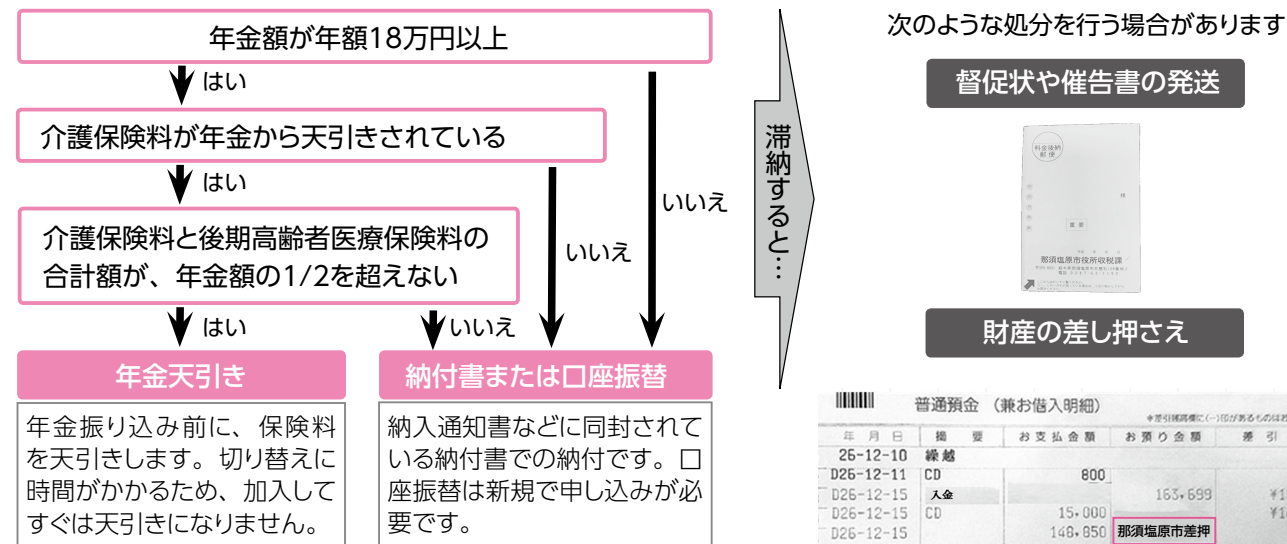 年金額が年額18万円以上
はい
介護保険料が年金から天引きされている
はい
いいえ
介護保険料と後期高齢者医療保険料の
合計額が、年金額の1/2を超えない
いいえ
はい
いいえ
年金天引き
年金振り込み前に、保険料
を天引きします。切り替えに
時間がかかるため、加入して
すぐは天引きになりません。
納付書または口座振替
納入通知書などに同封されて
いる納付書での納付です。口
座振替は新規で申し込みが必
要です。
滞納すると…
次のような処分を行う場合があります
督促状や催告書の発送
料金後納
郵便
様
重要
那須塩原市役所収税課
財産の差し押さえ
普通預金 (兼お借入明細)
年 月 日 摘 要 お支払金額 お預り金額 差 引
26-12-10 繰越
D26-12-11 CD 800
D26-12-15 入金 163,699 ¥1
D26-12-15 CD 15,000
D26-12-15 148,850 那須塩原市差押